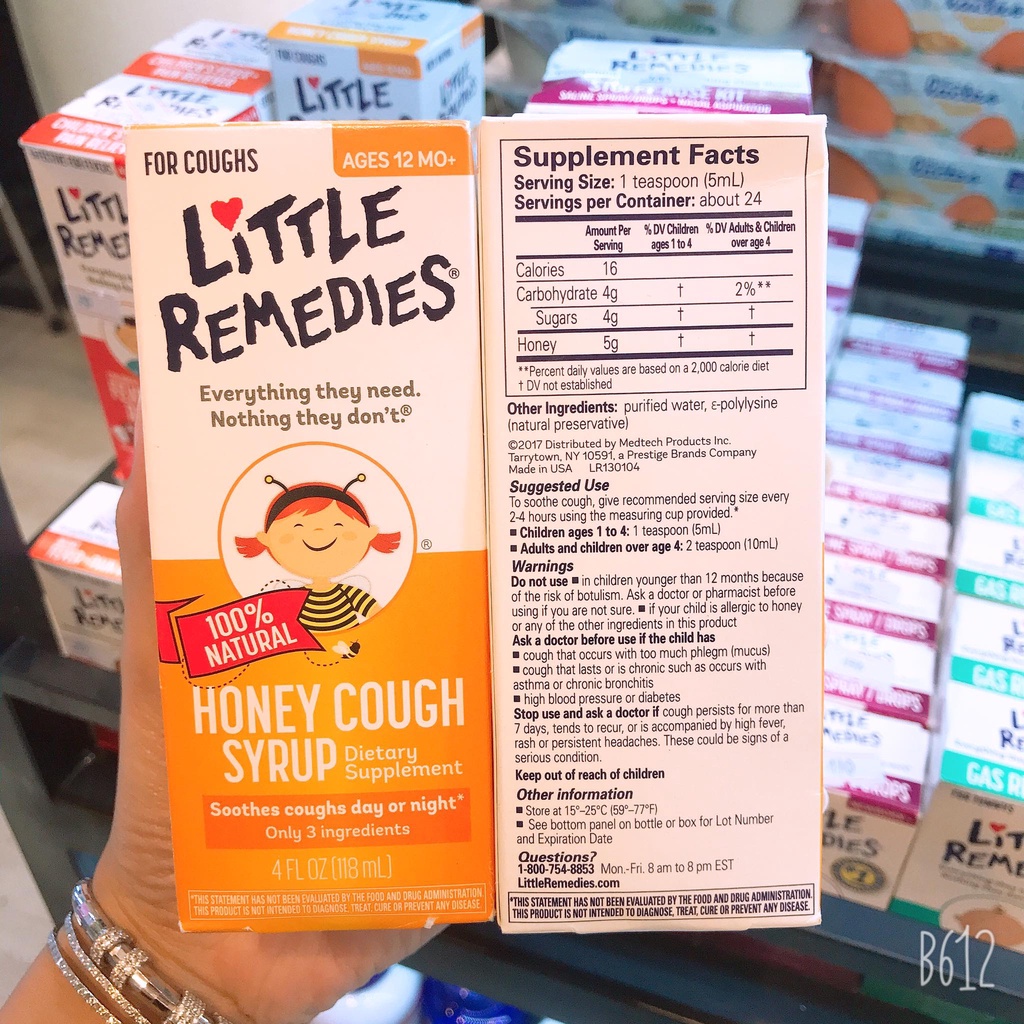 FOR COUGHS
AGES 12 MO+
LiTTLE
REMEDIES®
Everything they need.
Nothing they don't.®
®
100%
NATURAL
HONEY COUGH
SYRUP Dietary
Supplement
Soothes coughs day or night*
Only 3 ingredients
4 FL OZ (118 mL)
*THIS STATEMENT HAS NOT BEEN EVALUATED BY THE FOOD AND DRUG ADMINISTRATION.
THIS PRODUCT IS NOT INTENDED TO DIAGNOSE, TREAT, CURE OR PREVENT ANY DISEASE.
Supplement Facts
Serving Size: 1 teaspoon (5mL)
Servings per Container: about 24
Amount Per Serving % DV Children ages 1 to 4 % DV Adults & Children over age 4
Calories 16
Carbohydrate 4g † 2%**
Sugars 4g † †
Honey 5g † †
**Percent daily values are based on a 2,000 calorie diet
† DV not established
Other Ingredients: purified water, ε-polylysine
(natural preservative)
©2017 Distributed by Medtech Products Inc.
Tarrytown, NY 10591, a Prestige Brands Company
Made in USA LR130104
Suggested Use
To soothe cough, give recommended serving size every
2-4 hours using the measuring cup provided.*
■ Children ages 1 to 4: 1 teaspoon (5mL)
■ Adults and children over age 4: 2 teaspoon (10mL)
Warnings
Do not use ■ in children younger than 12 months because
of the risk of botulism. Ask a doctor or pharmacist before
using if you are not sure. ■ if your child is allergic to honey
or any of the other ingredients in this product
Ask a doctor before use if the child has
■ cough that occurs with too much phlegm (mucus)
■ cough that lasts or is chronic such as occurs with
asthma or chronic bronchitis
■ high blood pressure or diabetes
Stop use and ask a doctor if cough persists for more than
7 days, tends to recur, or is accompanied by high fever,
rash or persistent headaches. These could be signs of a
serious condition.
Keep out of reach of children
Other information
■ Store at 15°-25°C (59°-77°F)
■ See bottom panel on bottle or box for Lot Number
and Expiration Date
Questions?
1-800-754-8853 Mon.-Fri. 8 am to 8 pm EST
LittleRemedies.com
*THIS STATEMENT HAS NOT BEEN EVALUATED BY THE FOOD AND DRUG ADMINISTRATION.
THIS PRODUCT IS NOT INTENDED TO DIAGNOSE, TREAT, CURE OR PREVENT ANY DISEASE.
FOR COUGHS
LiTTLE
LiTTLE
REMEDIES
B612